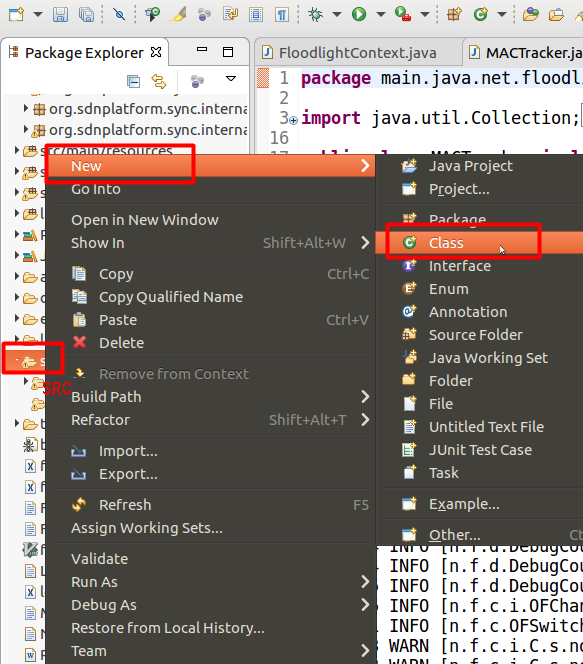 Package Explorer
FloodlightContext.java
MACTracker.ja
org.sdnplatform.sync.interna
org.sdnplatform.sync.interna
src/main/resources
1 package main.java.net.floodl
2
3 import java.util.Collection;
16
17
New
Go Into
Open in New Window
Show In Shift+Alt+W
Copy Ctrl+C
Copy Qualified Name
Paste Ctrl+V
Delete
Remove from Context
Build Path
Refactor Shift+Alt+T
Import...
Export...
Refresh F5
Assign Working Sets...
Validate
Run As
Debug As
Restore from Local History...
Team
SRC
Java Project
Project...
Package
Class
Interface
Enum
Annotation
Source Folder
Java Working Set
Folder
File
Untitled Text File
JUnit Test Case
Task
Example...
Other... Ct
INFO [n.f.d.DebugCou
INFO [n.f.d.DebugCou
INFO [n.f.d.DebugCou
INFO [n.f.c.i.OFChan
INFO [n.f.c.OFSwitch
WARN [n.f.c.i.C.s.no
WARN [n.f.c.i.C.s.no